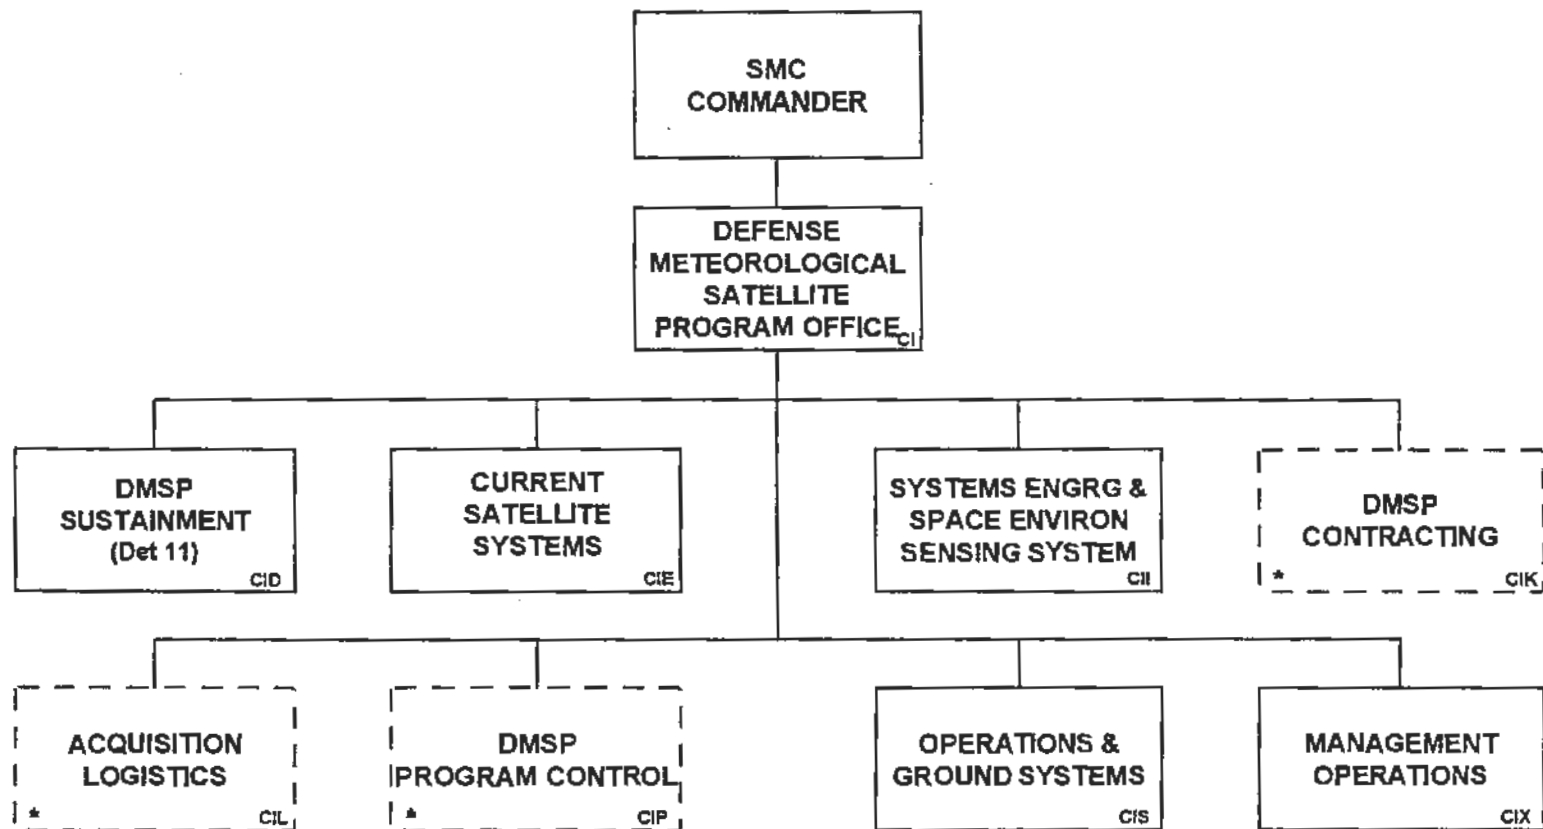 SMC
COMMANDER
DEFENSE
METEOROLOGICAL
SATELLITE
PROGRAM OFFICE
CI
DMSP
SUSTAINMENT
(Det 11)
CID
CURRENT
SATELLITE
SYSTEMS
CIE
SYSTEMS ENGRG &
SPACE ENVIRON
SENSING SYSTEM
CII
DMSP
CONTRACTING
* CIK
ACQUISITION
LOGISTICS
* CIL
DMSP
PROGRAM CONTROL
* CIP
OPERATIONS &
GROUND SYSTEMS
CIS
MANAGEMENT
OPERATIONS
CIX